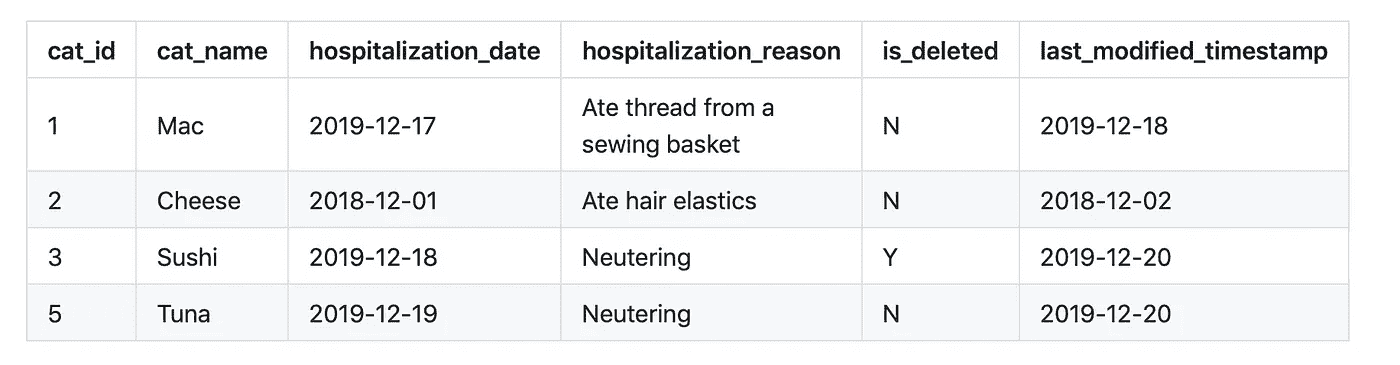 cat_id cat_name hospitalization_date hospitalization_reason is_deleted last_modified_timestamp
1 Mac 2019-12-17 Ate thread from a sewing basket N 2019-12-18
2 Cheese 2018-12-01 Ate hair elastics N 2018-12-02
3 Sushi 2019-12-18 Neutering Y 2019-12-20
5 Tuna 2019-12-19 Neutering N 2019-12-20